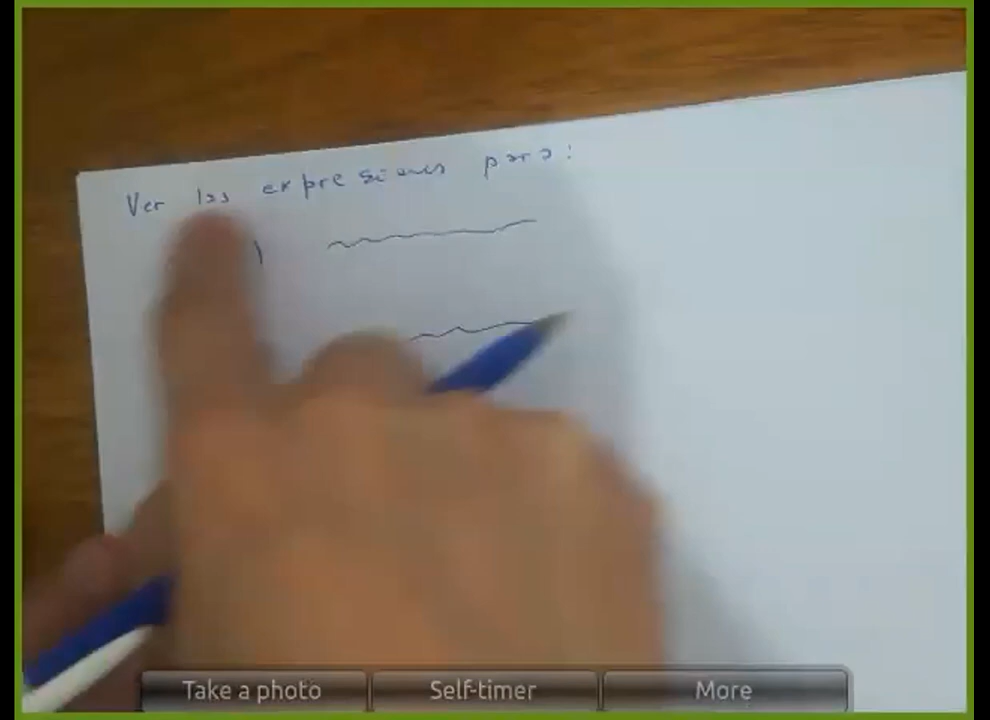 Ver las expresiones para:
Take a photo Self-timer More